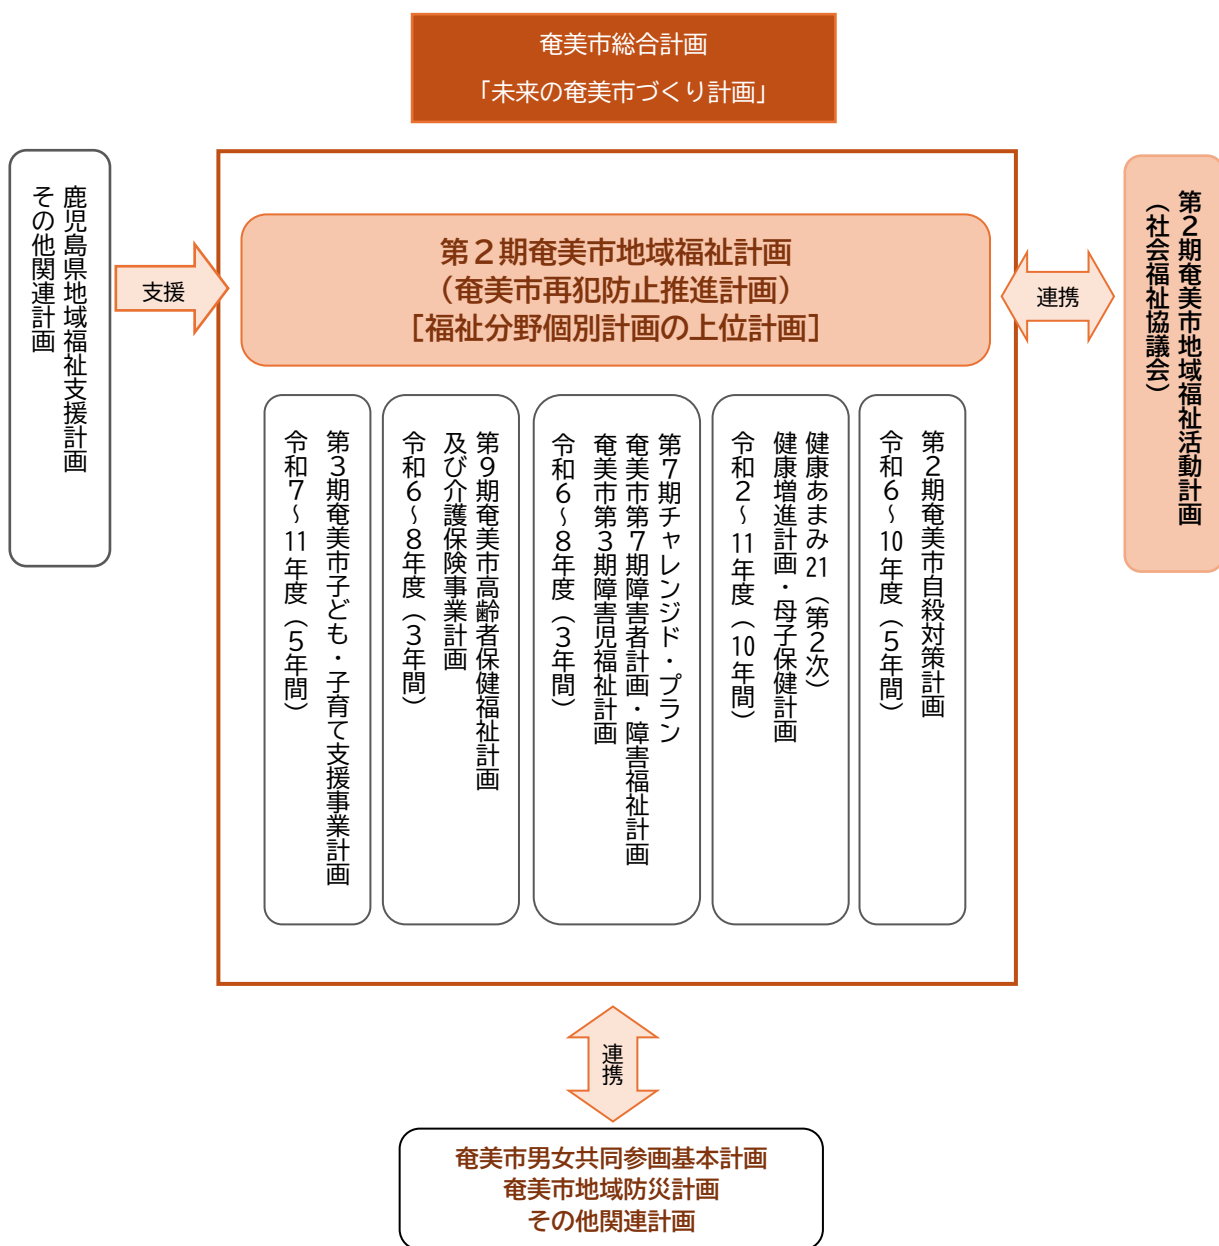 奄美市総合計画
「未来の奄美市づくり計画」
鹿児島県地域福祉支援計画
その他関連計画
支援
第２期奄美市地域福祉計画
（奄美市再犯防止推進計画）
［福祉分野個別計画の上位計画］
連携
第２期奄美市地域福祉活動計画
（社会福祉協議会）
第３期奄美市子ども・子育て支援事業計画
令和７～11年度（５年間）
第９期奄美市高齢者保健福祉計画
及び介護保険事業計画
令和６～８年度（３年間）
第７期チャレンジド・プラン
奄美市第７期障害者計画・障害福祉計画
奄美市第３期障害児福祉計画
令和６～８年度（３年間）
健康あまみ21（第２次）
健康増進計画・母子保健計画
令和２～11年度（10年間）
第２期奄美市自殺対策計画
令和６～10年度（５年間）
連携
奄美市男女共同参画基本計画
奄美市地域防災計画
その他関連計画